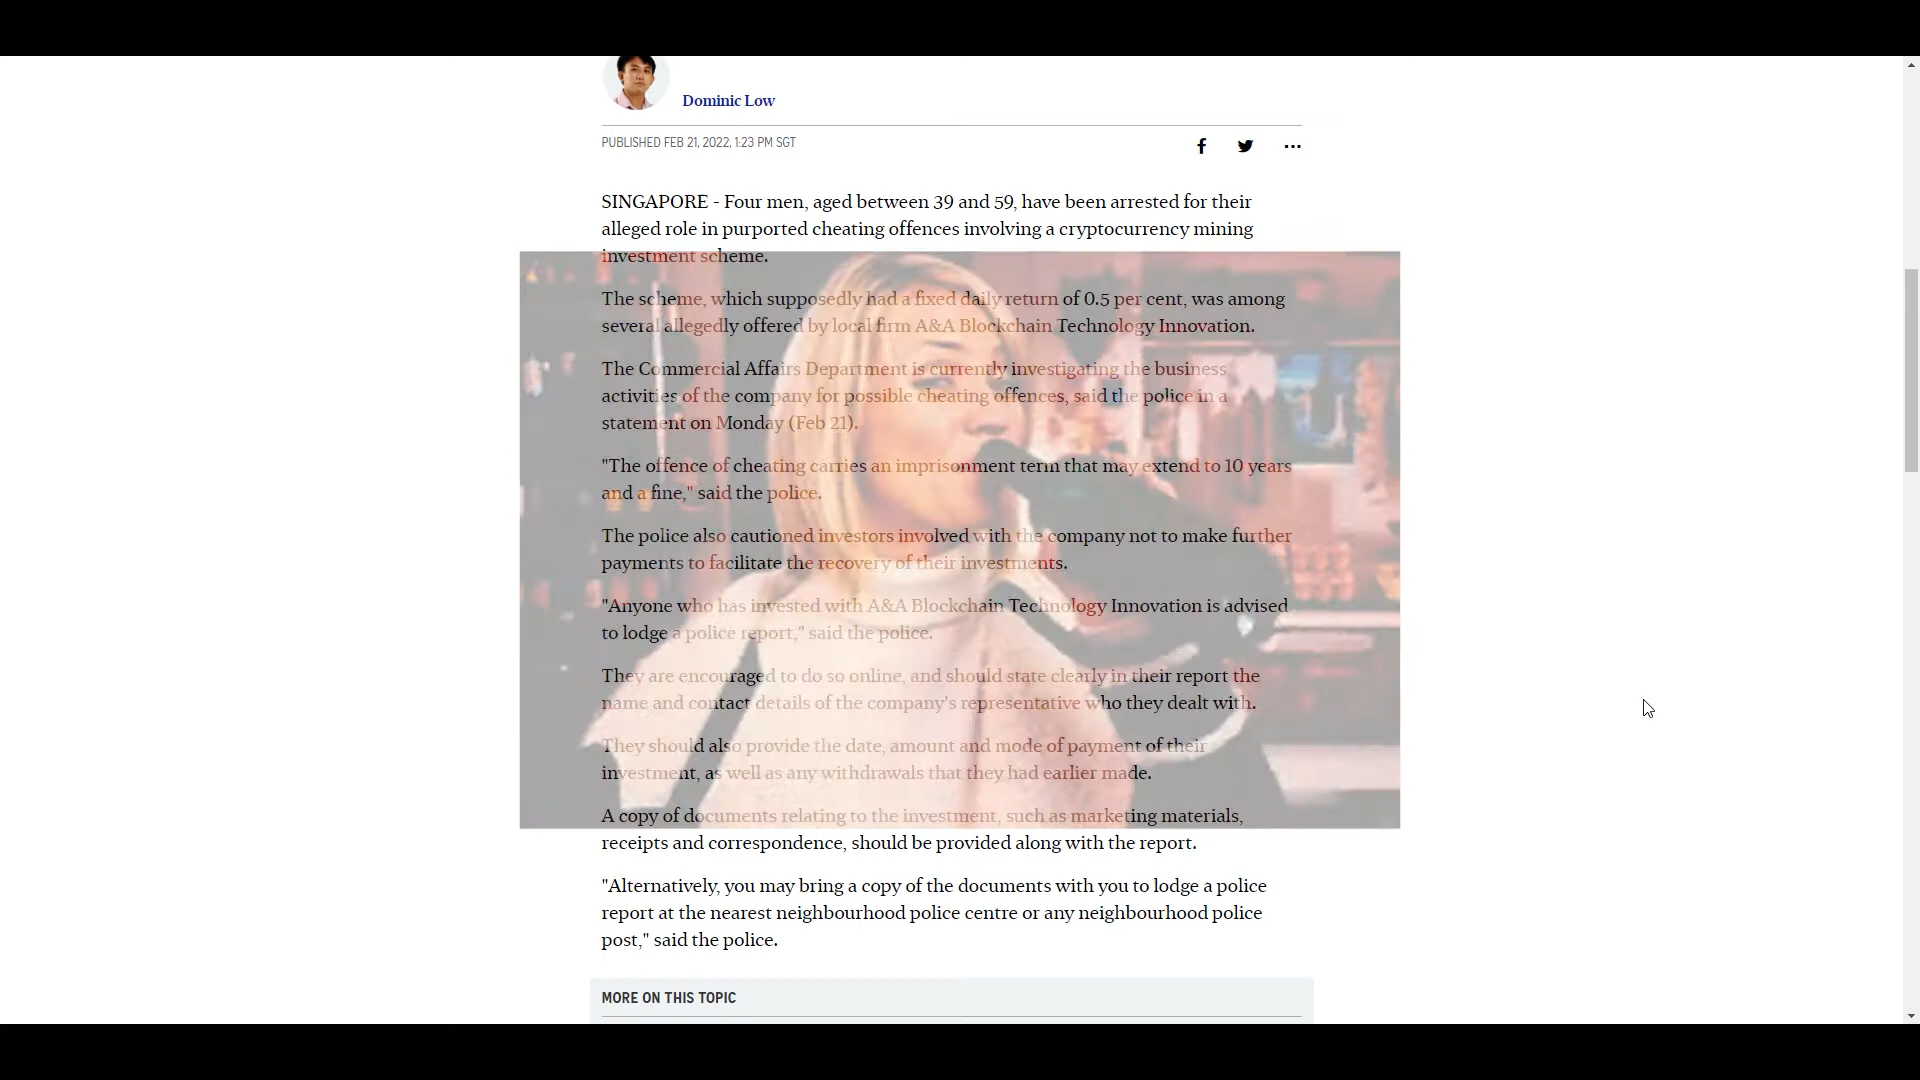 Dominic Low
PUBLISHED FEB 21, 2022, 1:23 PM SGT
SINGAPORE - Four men, aged between 39 and 59, have been arrested for their
alleged role in purported cheating offences involving a cryptocurrency mining
investment scheme.
The scheme, which supposedly had a fixed daily return of 0.5 per cent, was among
several allegedly offered by local firm A&A Blockchain Technology Innovation.
The Commercial Affairs Department is currently investigating the business
activities of the company for possible cheating offences, said the police in a
statement on Monday (Feb 21).
"The offence of cheating carries an imprisonment term that may extend to 10 years
and a fine," said the police.
The police also cautioned investors involved with the company not to make further
payments to facilitate the recovery of their investments.
"Anyone who has invested with A&A Blockchain Technology Innovation is advised
to lodge a police report," said the police.
They are encouraged to do so online, and should state clearly in their report the
name and contact details of the company's representative who they dealt with.
They should also provide the date, amount and mode of payment of their
investment, as well as any withdrawals that they had earlier made.
A copy of documents relating to the investment, such as marketing materials,
receipts and correspondence, should be provided along with the report.
"Alternatively, you may bring a copy of the documents with you to lodge a police
report at the nearest neighbourhood police centre or any neighbourhood police
post," said the police.
MORE ON THIS TOPIC